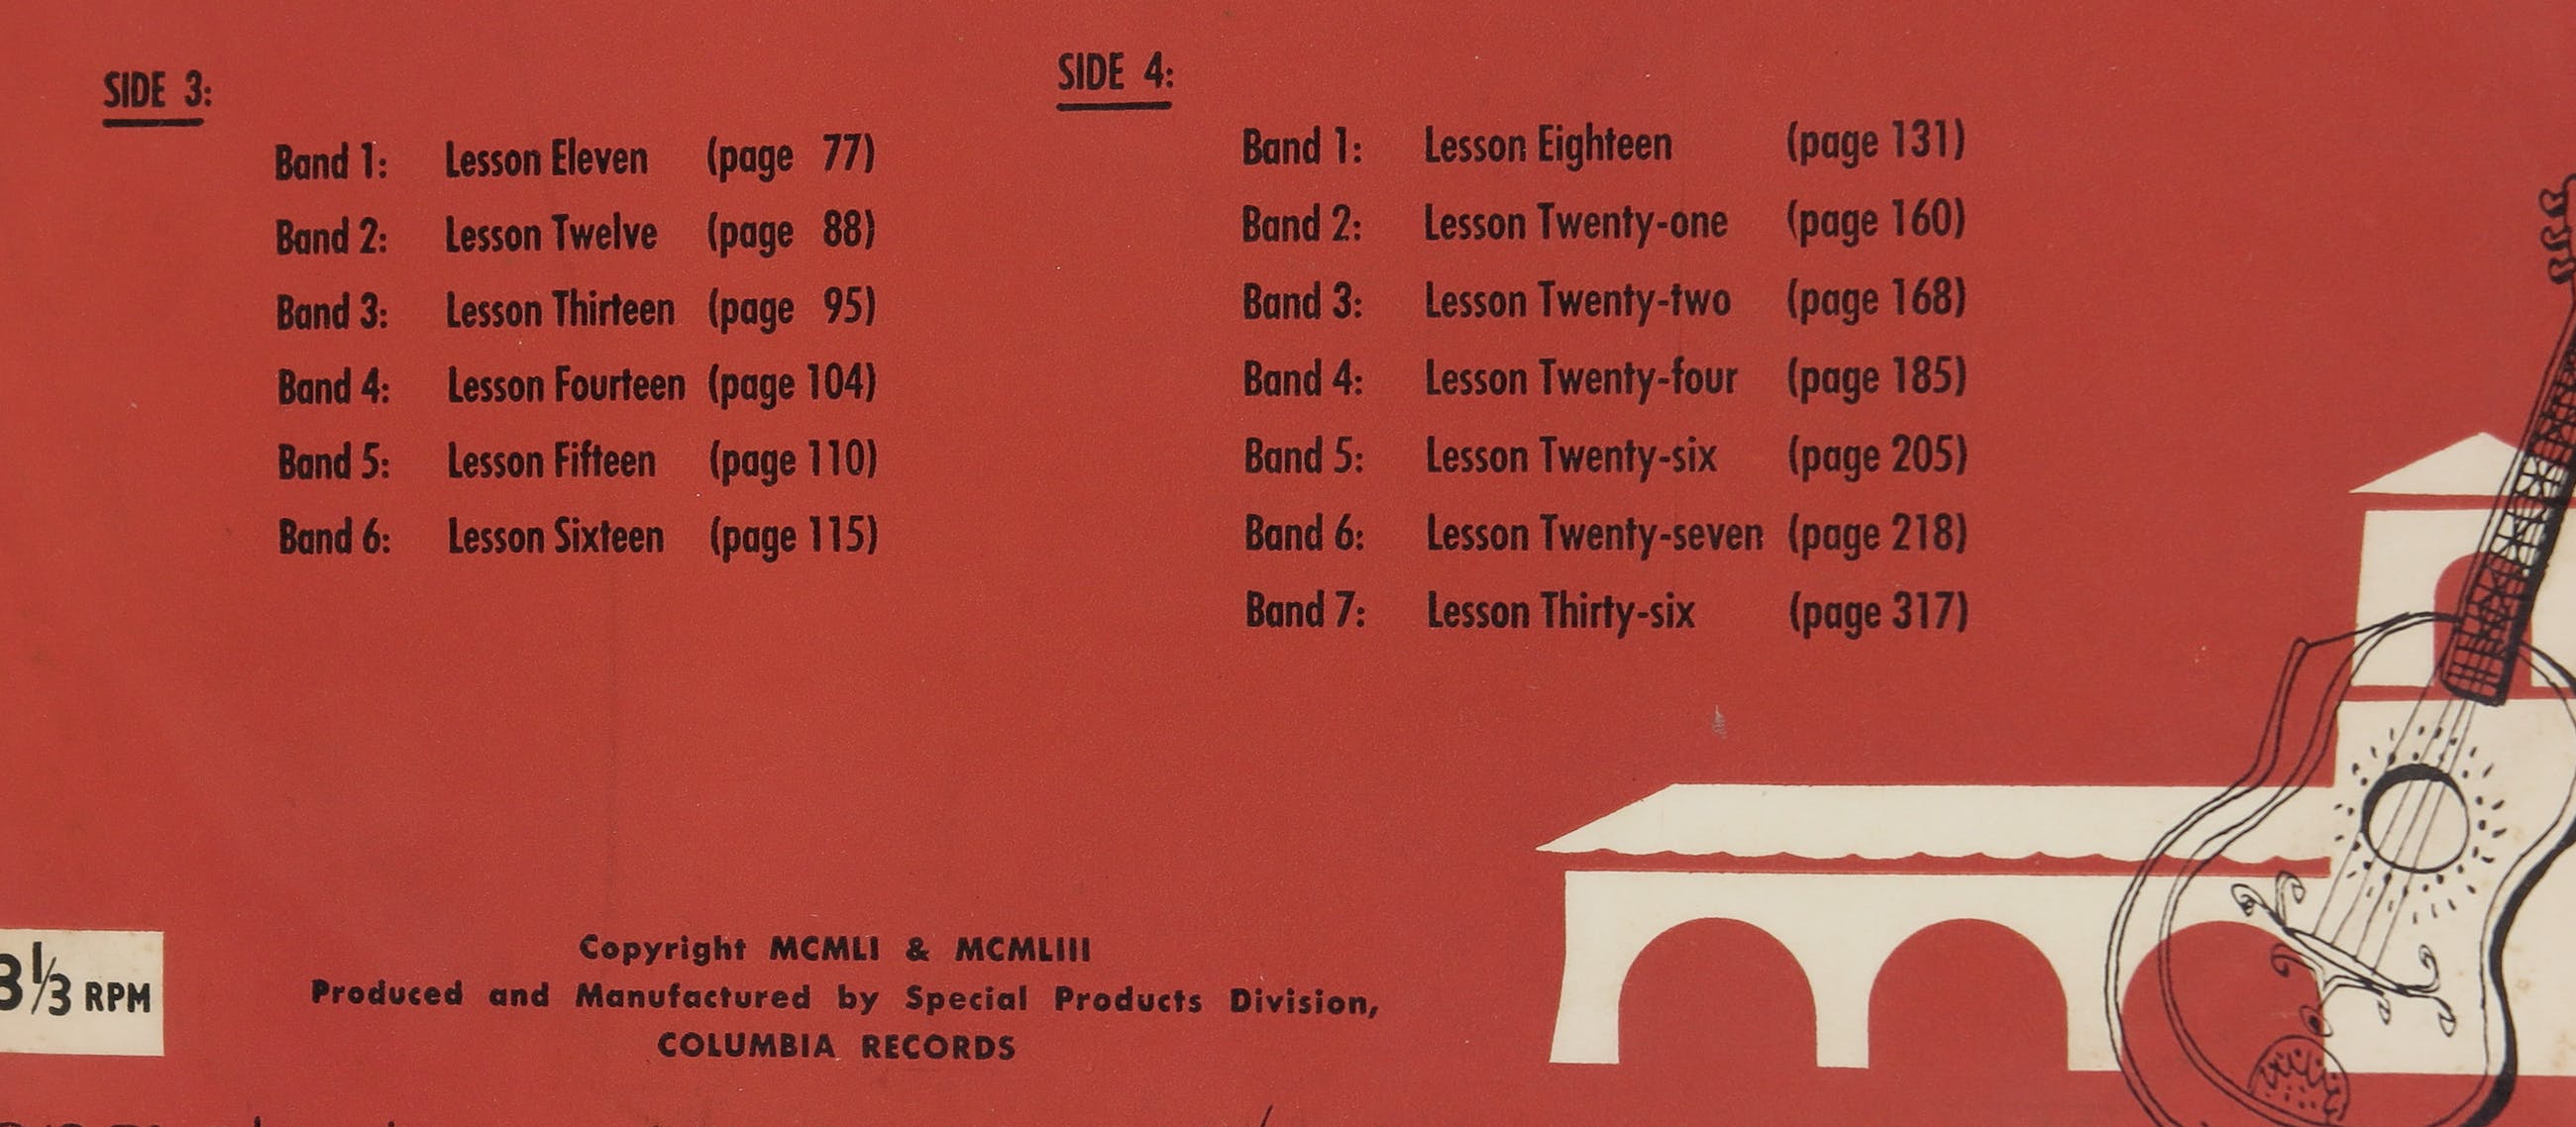 SIDE 3:
Band 1: Lesson Eleven (page 77)
Band 2: Lesson Twelve (page 88)
Band 3: Lesson Thirteen (page 95)
Band 4: Lesson Fourteen (page 104)
Band 5: Lesson Fifteen (page 110)
Band 6: Lesson Sixteen (page 115)
SIDE 4:
Band 1: Lesson Eighteen (page 131)
Band 2: Lesson Twenty-one (page 160)
Band 3: Lesson Twenty-two (page 168)
Band 4: Lesson Twenty-four (page 185)
Band 5: Lesson Twenty-six (page 205)
Band 6: Lesson Twenty-seven (page 218)
Band 7: Lesson Thirty-six (page 317)
3⅓ RPM
Copyright MCMLI & MCMLIII
Produced and Manufactured by Special Products Division,
COLUMBIA RECORDS